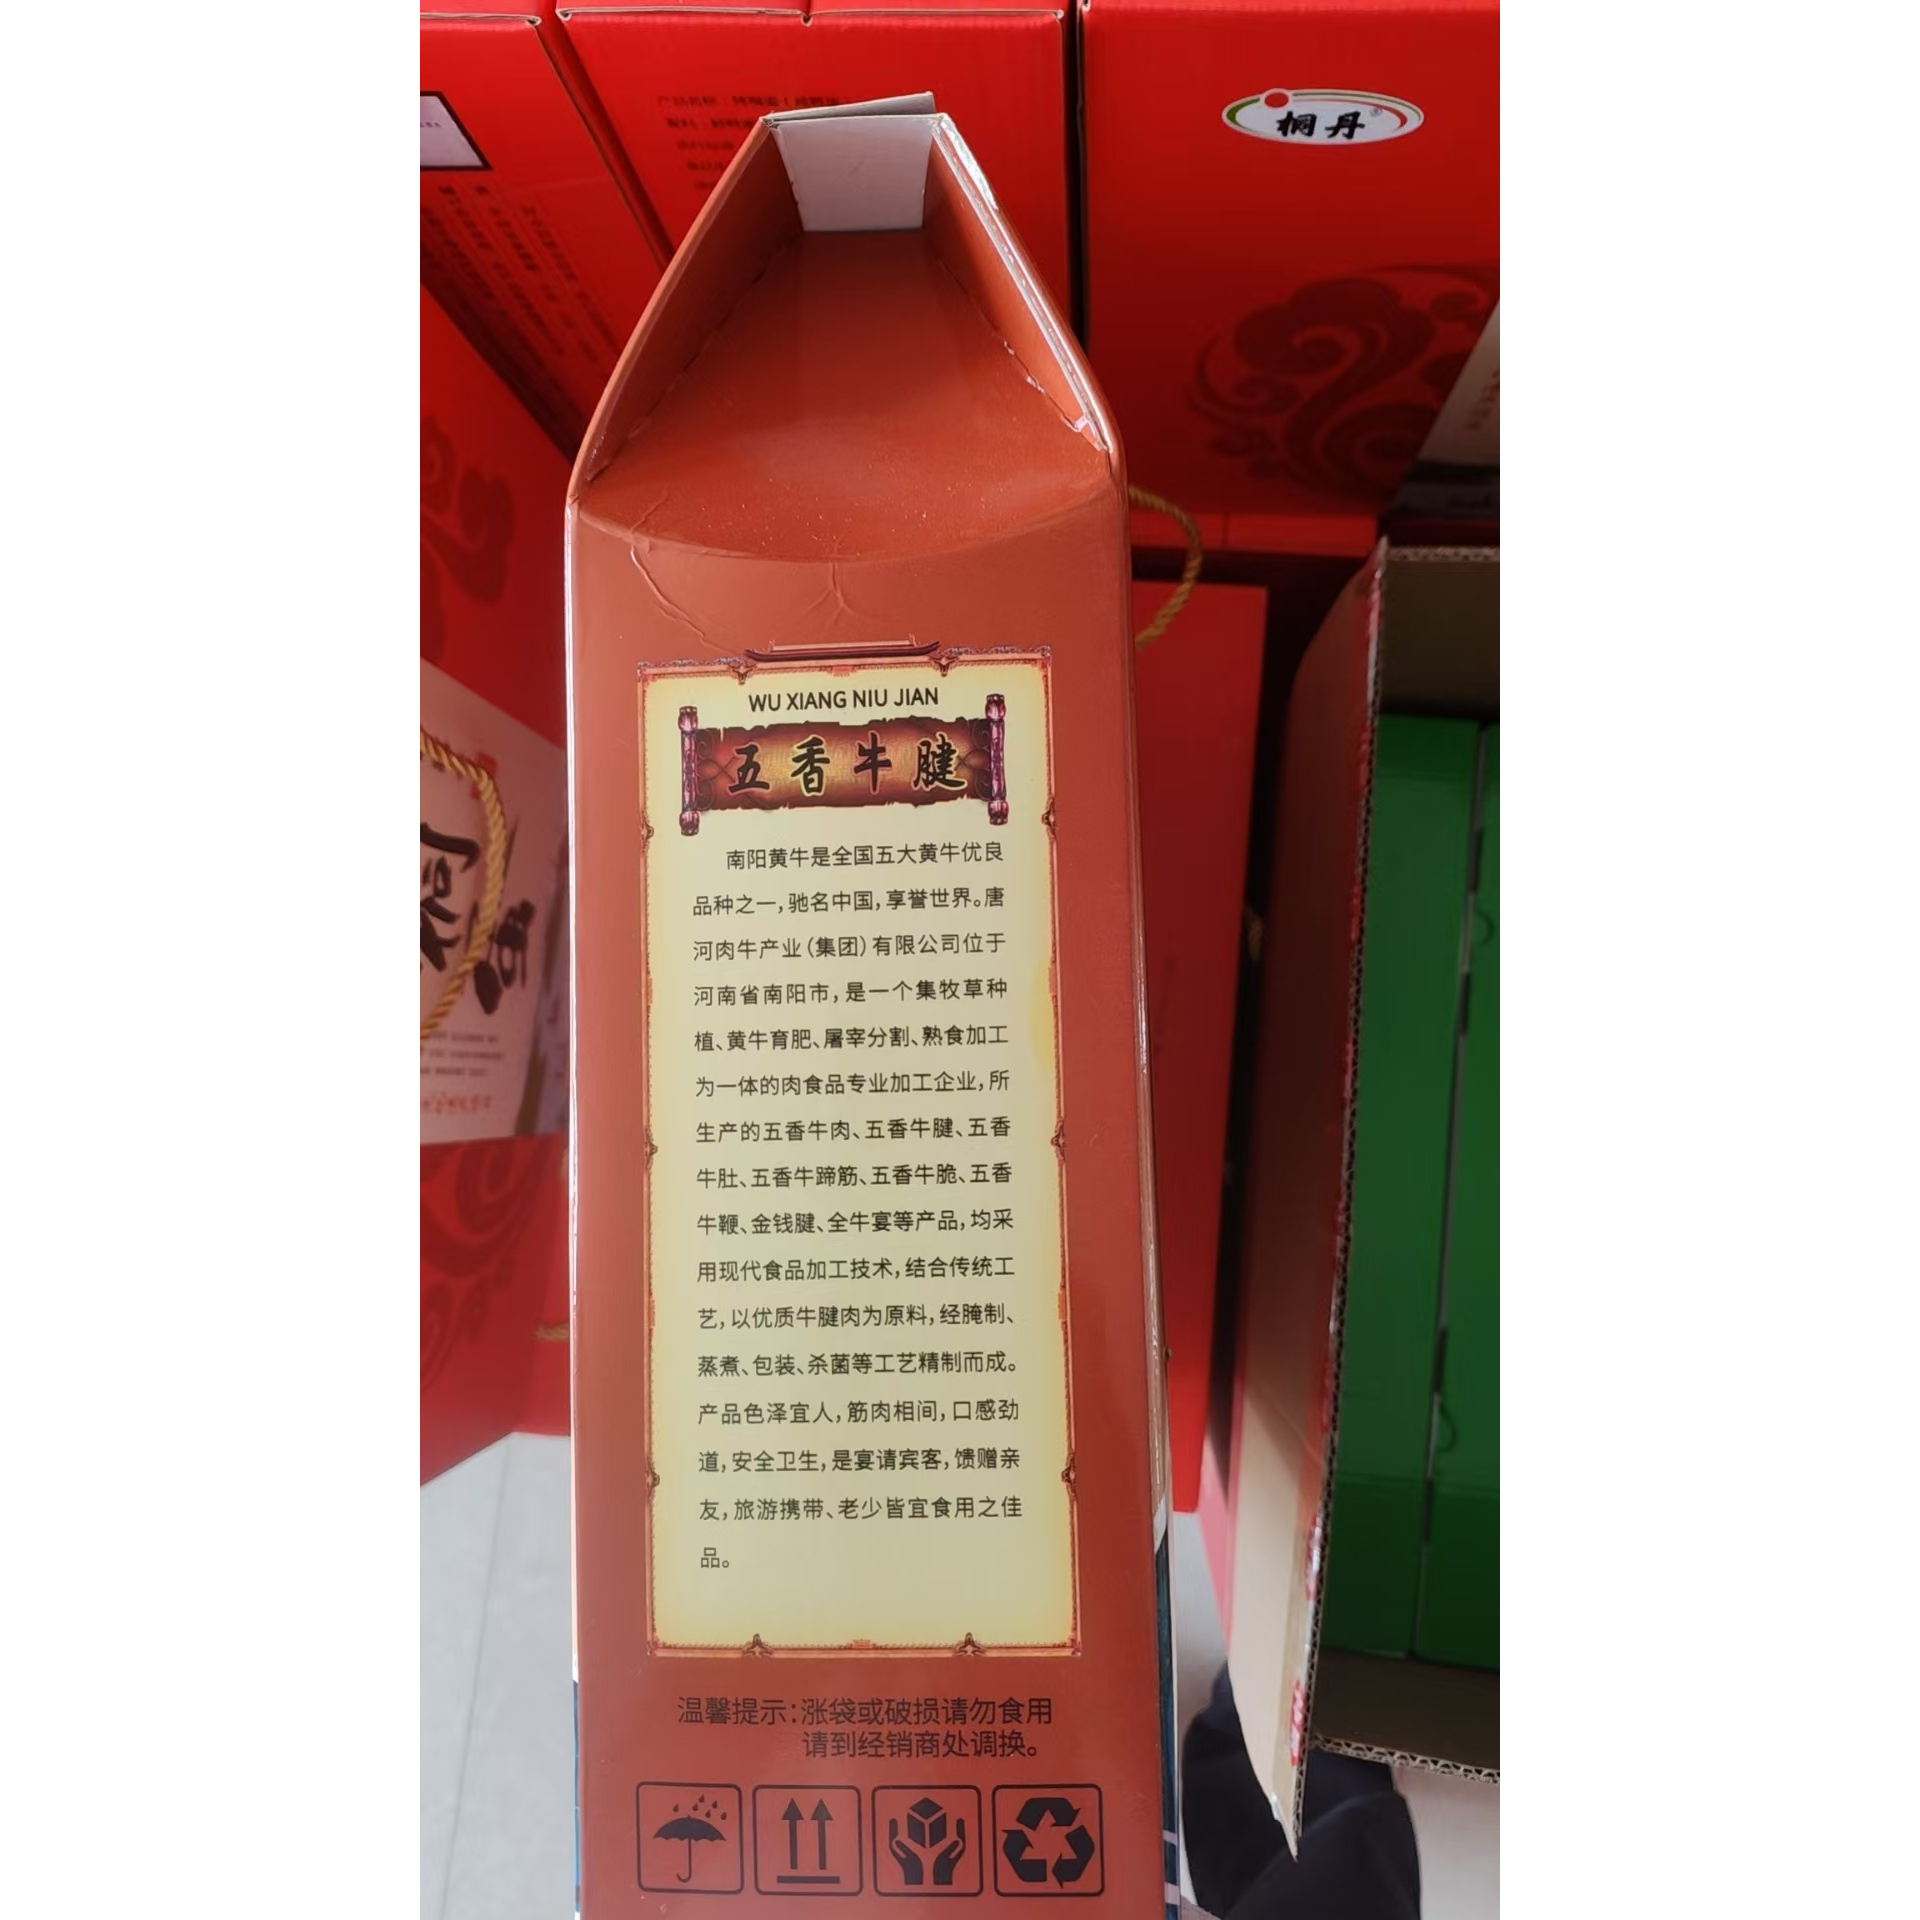 桐丹
WU XIANG NIU JIAN
五香牛腱
南阳黄牛是全国五大黄牛优良
品种之一,驰名中国,享誉世界。唐
河肉牛产业(集团)有限公司位于
河南省南阳市,是一个集牧草种
植、黄牛育肥、屠宰分割、熟食加工
为一体的肉食品专业加工企业,所
生产的五香牛肉、五香牛腱、五香
牛肚、五香牛蹄筋、五香牛脆、五香
牛鞭、金钱腱、全牛宴等产品,均采
用现代食品加工技术,结合传统工
艺,以优质牛腱肉为原料,经腌制、
蒸煮、包装、杀菌等工艺精制而成。
产品色泽宜人,筋肉相间,口感劲
道,安全卫生,是宴请宾客,馈赠亲
友,旅游携带、老少皆宜食用之佳
品。
温馨提示:涨袋或破损请勿食用
请到经销商处调换。